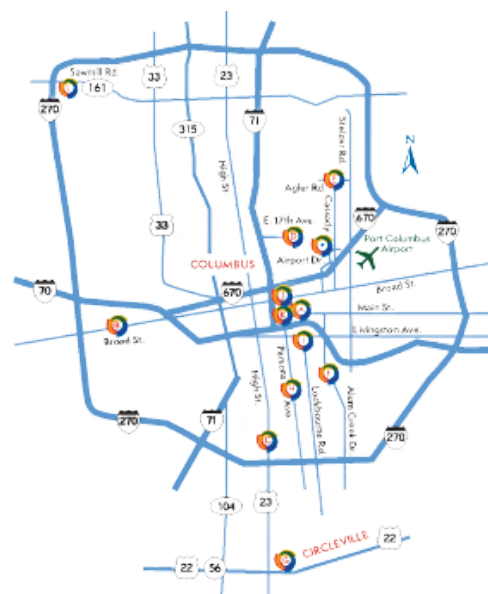 Sawmill Rd.
161
33
23
270
315
71
High St.
Stelzer Rd.
N
Agler Rd.
Cassady
33
E. 17th Ave.
670
270
COLUMBUS
Airport Dr.
Port Columbus
Airport
70
670
Broad St.
Main St.
Livingston Ave.
Broad St.
High St.
Parsons
Ave.
Lockbourne Rd.
Alum Creek Dr.
270
71
270
104
23
CIRCLEVILLE
22
22
56